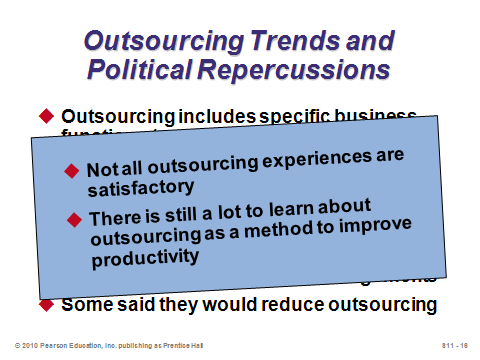 Outsourcing Trends and
Political Repercussions
Outsourcing includes specific business
Not all outsourcing experiences are
satisfactory
There is still a lot to learn about
outsourcing as a method to improve
productivity
Some said they would reduce outsourcing
© 2010 Pearson Education, Inc. publishing as Prentice Hall
S11 - 16